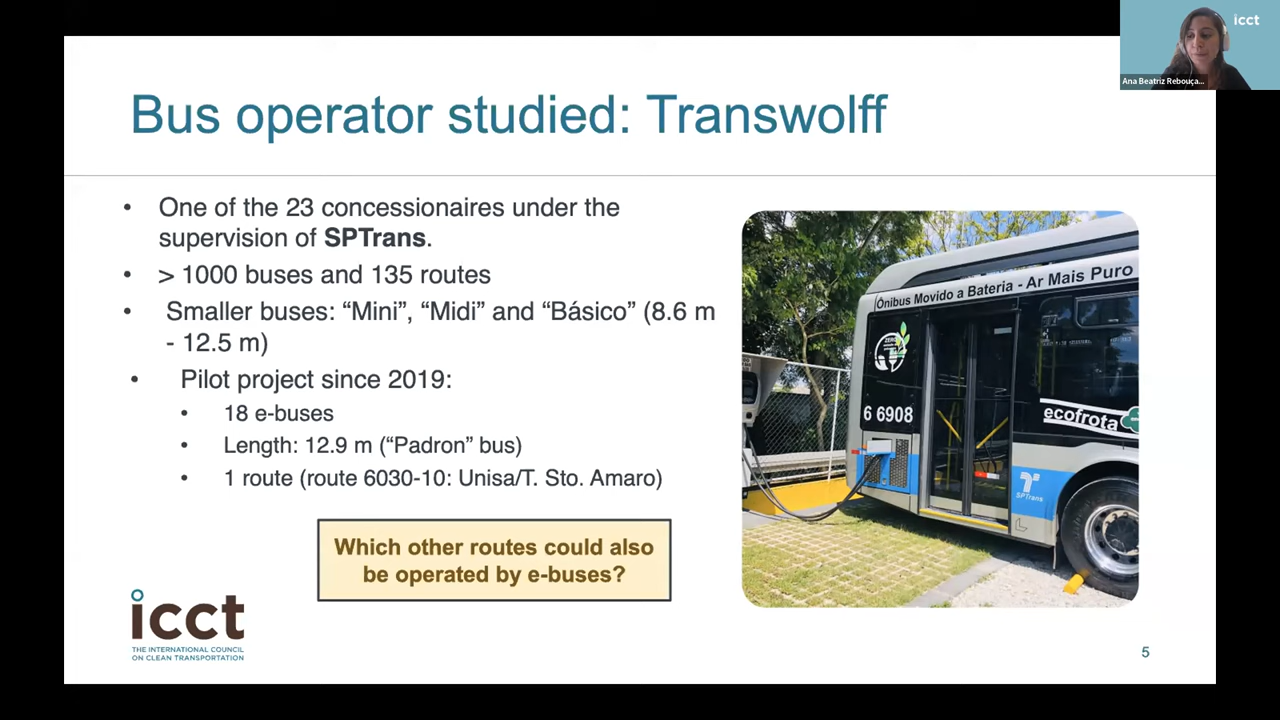 icct
Ana Beatriz Rebouça...
Bus operator studied: Transwolff
• One of the 23 concessionaires under the
supervision of SPTrans.
• > 1000 buses and 135 routes
• Smaller buses: “Mini”, “Midi” and “Básico” (8.6 m
- 12.5 m)
• Pilot project since 2019:
• 18 e-buses
• Length: 12.9 m (“Padron” bus)
• 1 route (route 6030-10: Unisa/T. Sto. Amaro)
Which other routes could also
be operated by e-buses?
Ônibus Movido a Bateria - Ar Mais Puro
ZERO
6 6908
ecofrota
SPTrans
icct
THE INTERNATIONAL COUNCIL
ON CLEAN TRANSPORTATION
5